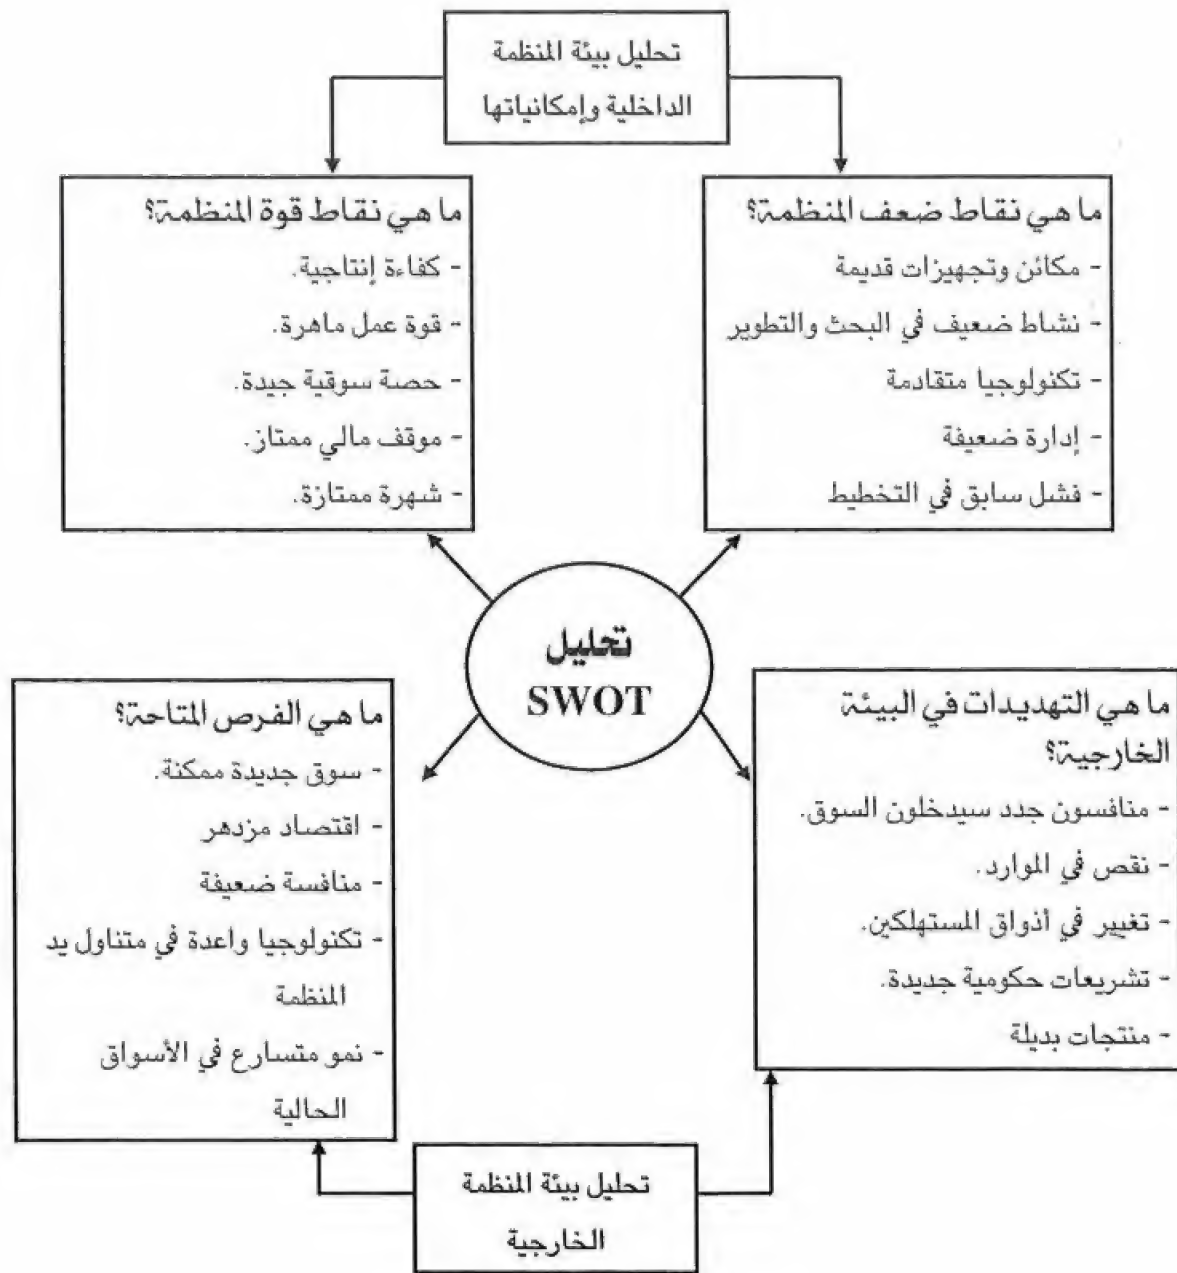 تحليل بيئة المنظمة
الداخلية وإمكانياتها
ما هي نقاط قوة المنظمة؟
- كفاءة إنتاجية.
- قوة عمل ماهرة.
- حصة سوقية جيدة.
- موقف مالي ممتاز.
- شهرة ممتازة.
ما هي نقاط ضعف المنظمة؟
- مكائن وتجهيزات قديمة
- نشاط ضعيف في البحث والتطوير
- تكنولوجيا متقادمة
- إدارة ضعيفة
- فشل سابق في التخطيط
تحليل
SWOT
ما هي الفرص المتاحة؟
- سوق جديدة ممكنة.
- اقتصاد مزدهر
- منافسة ضعيفة
- تكنولوجيا واعدة في متناول يد
المنظمة
- نمو متسارع في الأسواق
الحالية
ما هي التهديدات في البيئة
الخارجية؟
- منافسون جدد سيدخلون السوق.
- نقص في الموارد.
- تغيير في أذواق المستهلكين.
- تشريعات حكومية جديدة.
- منتجات بديلة
تحليل بيئة المنظمة
الخارجية